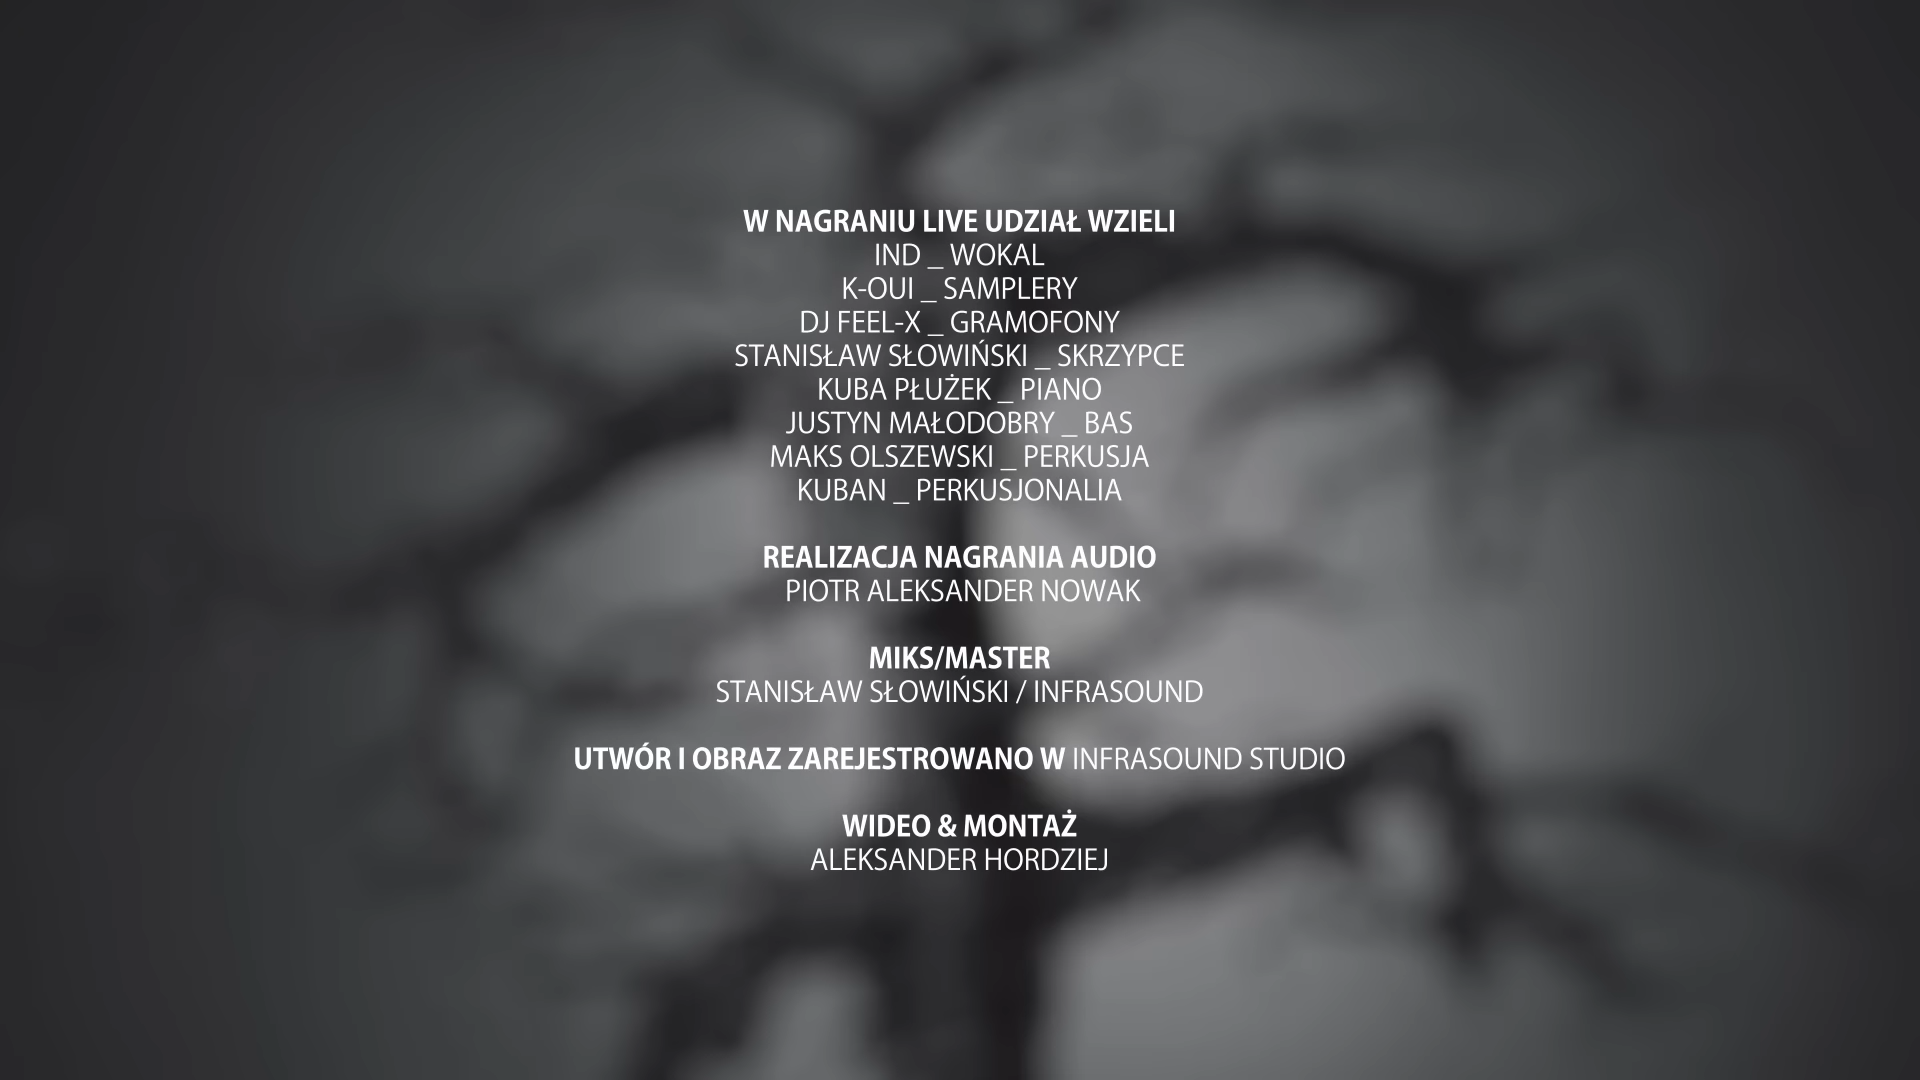 W NAGRANIU LIVE UDZIAŁ WZIELI
IND _ WOKAL
K-OUI _ SAMPLERY
DJ FEEL-X _ GRAMOFONY
STANISŁAW SŁOWIŃSKI _ SKRZYPCE
KUBA PŁUŻEK _ PIANO
JUSTYN MAŁODOBRY _ BAS
MAKS OLSZEWSKI _ PERKUSJA
KUBAN _ PERKUSJONALIA
REALIZACJA NAGRANIA AUDIO
PIOTR ALEKSANDER NOWAK
MIKS/MASTER
STANISŁAW SŁOWIŃSKI / INFRASOUND
UTWÓR I OBRAZ ZAREJESTROWANO W INFRASOUND STUDIO
WIDEO & MONTAŻ
ALEKSANDER HORDZIEJ